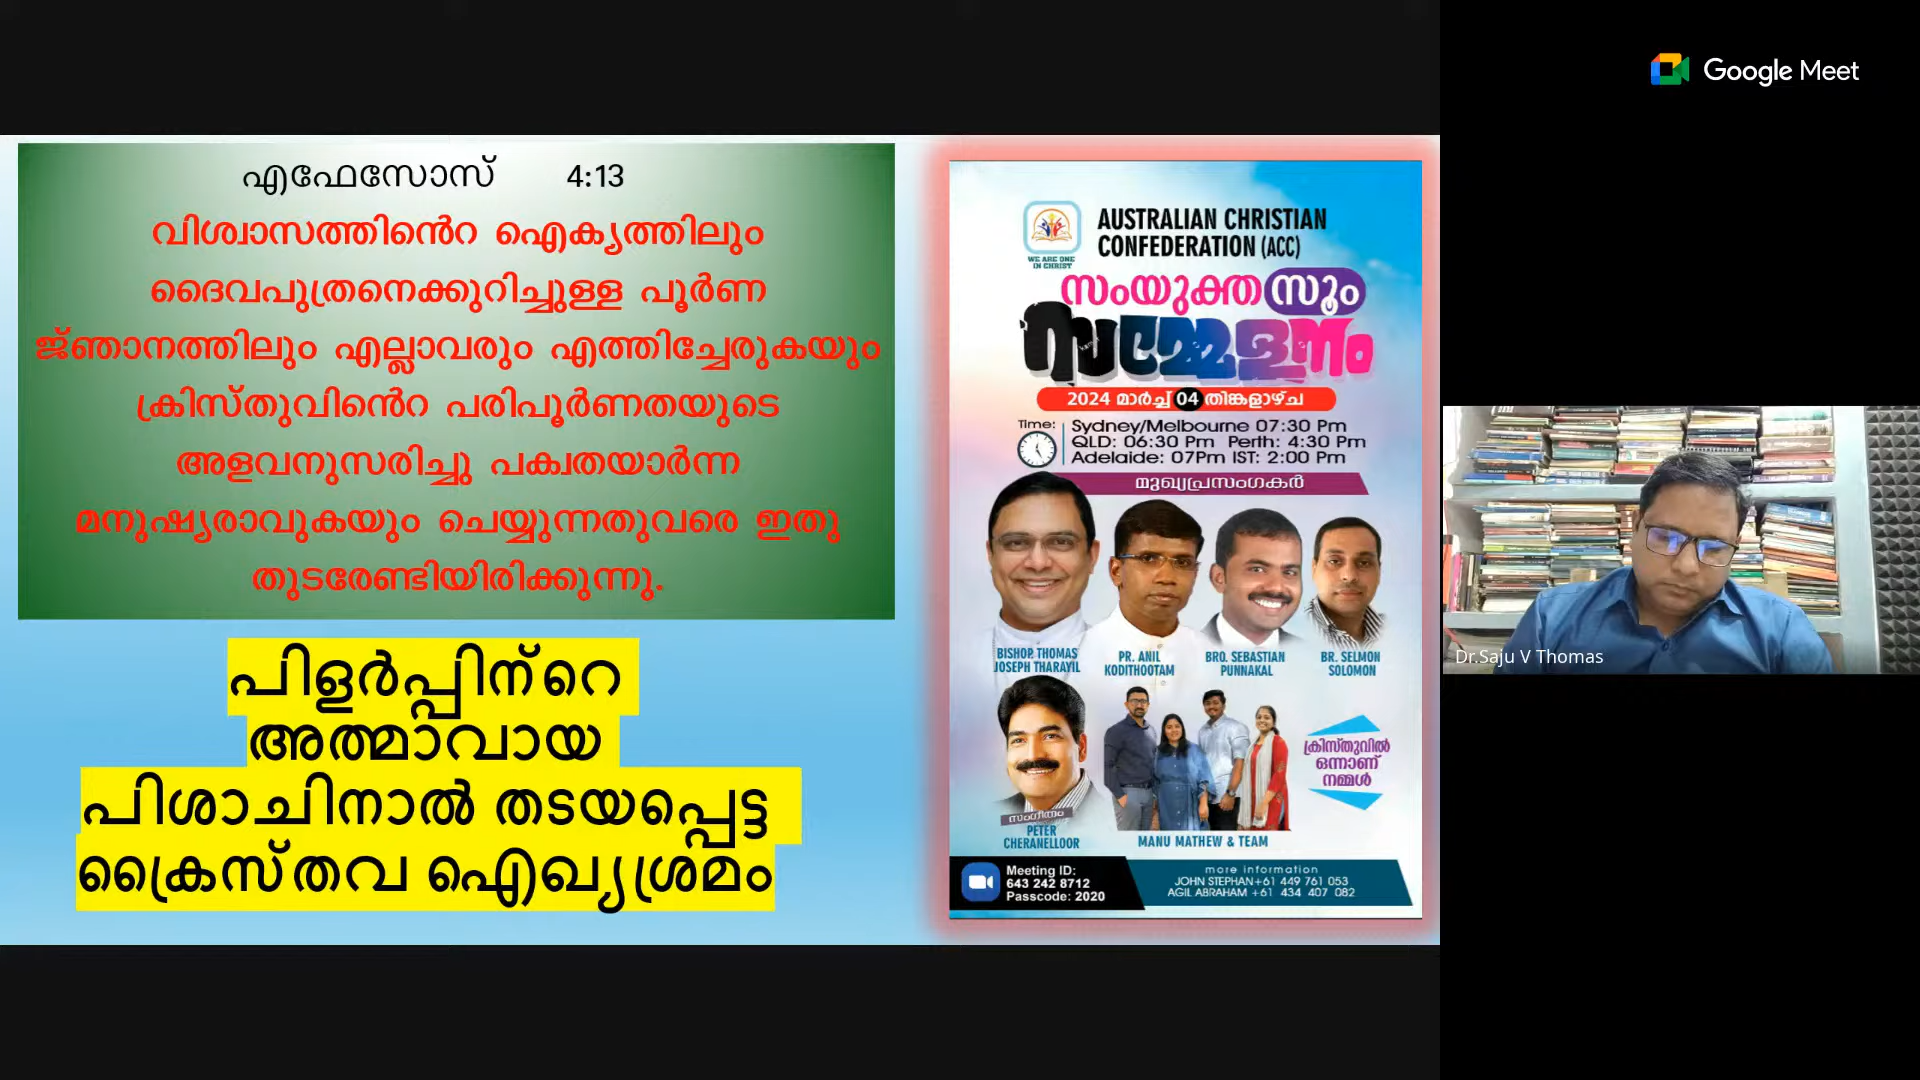 Google Meet
എഫേസോസ് 4:13
വിശ്വാസത്തിൻെറ ഐക്യത്തിലും
ദൈവപുത്രനെക്കുറിച്ചുള്ള പൂർണ
ജ്ഞാനത്തിലും എല്ലാവരും എത്തിച്ചേരുകയും
ക്രിസ്തുവിൻെറ പരിപൂർണതയുടെ
അളവനുസരിച്ചു പക്വതയാർന്ന
മനുഷ്യരാവുകയും ചെയ്യുന്നതുവരെ ഇതു
തുടരേണ്ടിയിരിക്കുന്നു.
പിളർപ്പിന്റെ
അത്മാവായ
പിശാചിനാൽ തടയപ്പെട്ട
ക്രൈസ്തവ ഐഖ്യശ്രമം
WE ARE ONE
IN CHRIST
AUSTRALIAN CHRISTIAN
CONFEDERATION (ACC)
സംയുക്ത സൂം
സമ്മേളനം
2024 മാർച്ച് 04 തിങ്കളാഴ്ച
Time:
Sydney/Melbourne 07:30 Pm
QLD: 06:30 Pm Perth: 4:30 Pm
Adelaide: 07Pm IST: 2:00 Pm
മുഖ്യപ്രസംഗകർ
BISHOP. THOMAS
JOSEPH THARAYIL
PR. ANIL
KODITHOOTAM
BRO. SEBASTIAN
PUNNAKAL
BR. SELMON
SOLOMON
സംഗീതം
PETER
CHERANELLOOR
MANU MATHEW & TEAM
ക്രിസ്തുവിൽ
ഒന്നാണ്
നമ്മൾ
Meeting ID:
643 242 8712
Passcode: 2020
more information
JOHN STEPHAN+61 449 761 053
AGIL ABRAHAM +61 434 407 082
Dr.Saju V Thomas